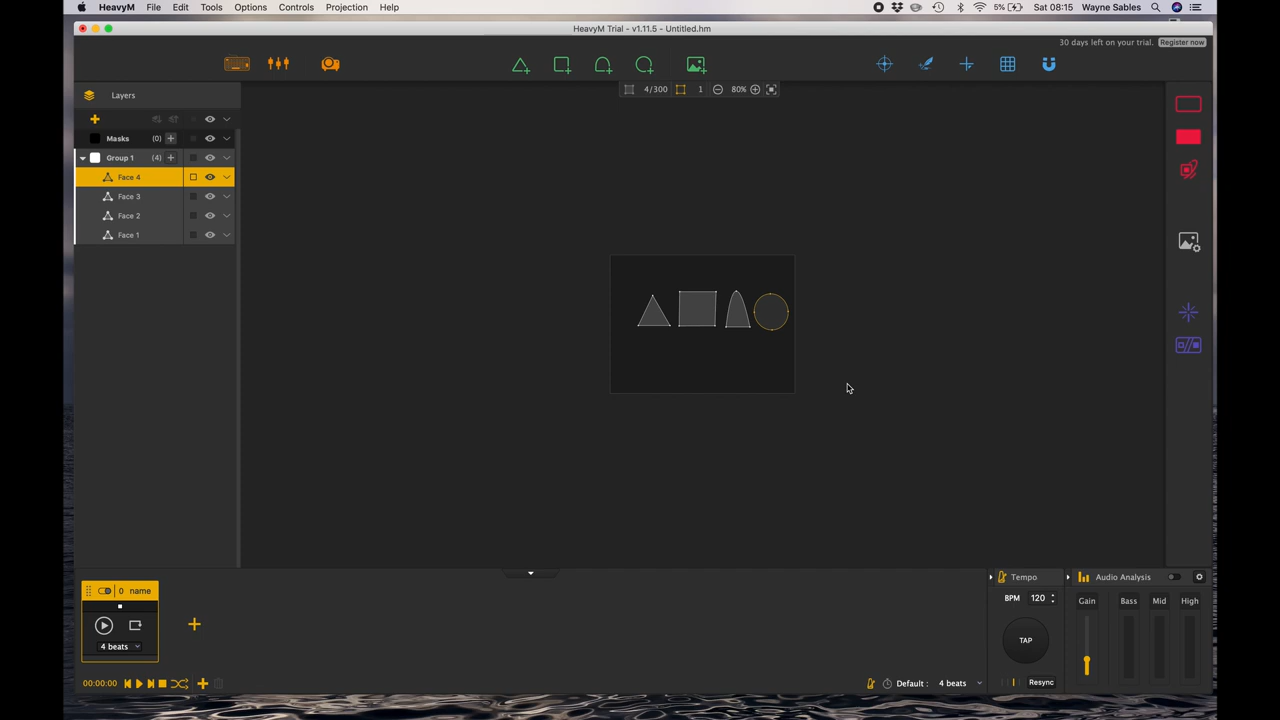 HeavyM File Edit Tools Options Controls Projection Help 5% Sat 08:15 Wayne Sables
HeavyM Trial - v1.11.5 - Untitled.hm
30 days left on your trial. Register now
4/300 1 80%
Layers
Masks (0)
Group 1 (4)
Face 4
Face 3
Face 2
Face 1
0 name
4 beats
00:00:00
Default : 4 beats
Tempo
BPM 120
TAP
Resync
Audio Analysis
Gain Bass Mid High